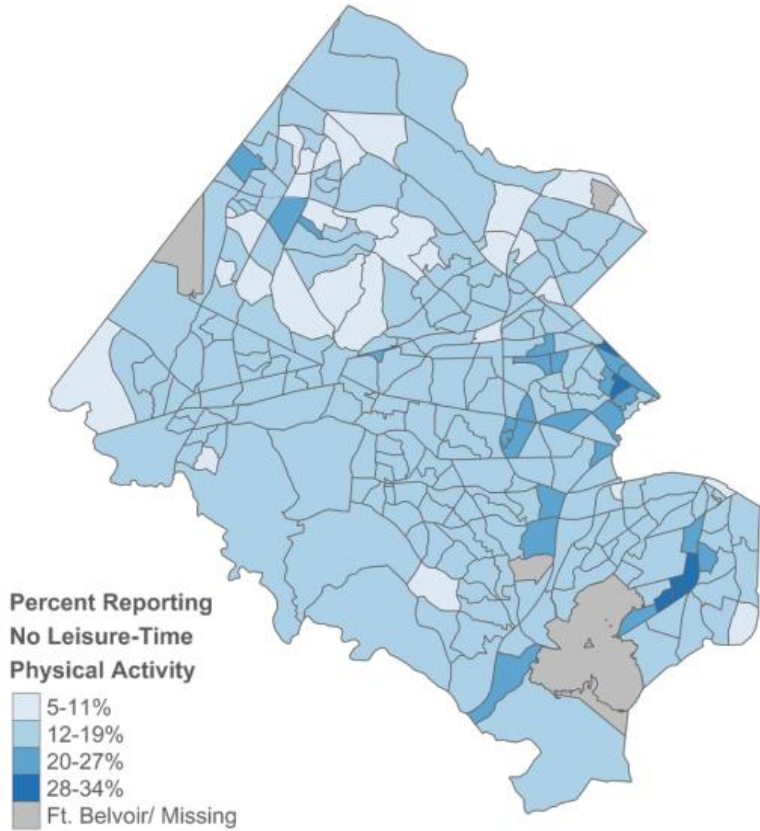 Percent Reporting
No Leisure-Time
Physical Activity
5-11%
12-19%
20-27%
28-34%
Ft. Belvoir/ Missing